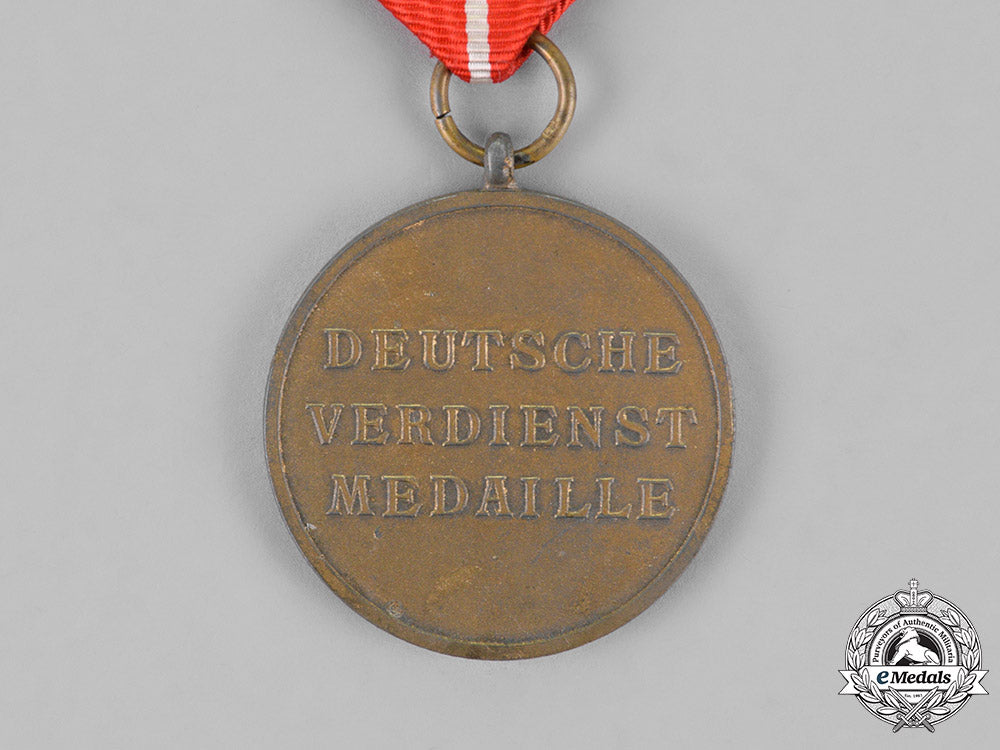 DEUTSCHE
VERDIENST
MEDAILLE
Purveyors of Authentic Militaria
eMedals